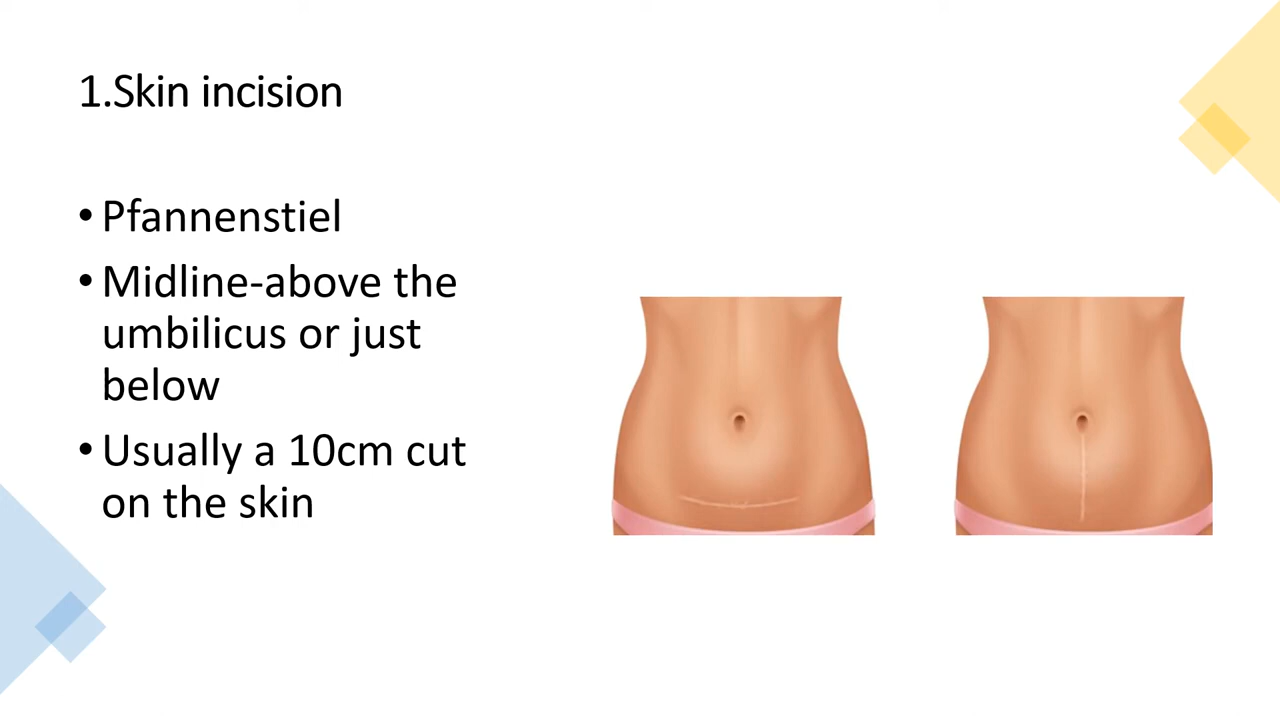 1.Skin incision
• Pfannenstiel
• Midline-above the
umbilicus or just
below
• Usually a 10cm cut
on the skin